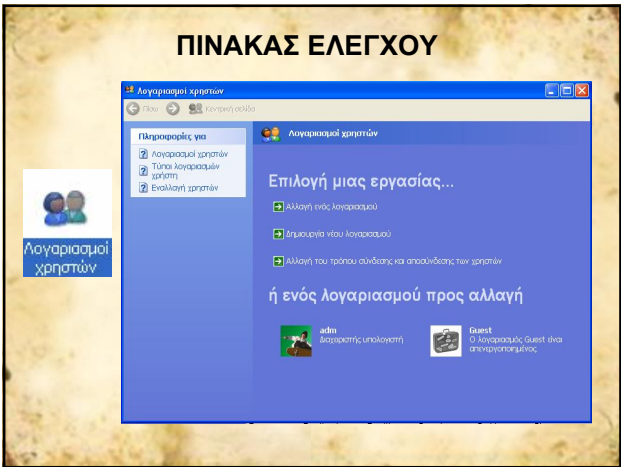 ΠΙΝΑΚΑΣ ΕΛΕΓΧΟΥ
Λογαριασμοί χρηστών
Πίσω
Κεντρική σελίδα
Πληροφορίες για
Λογαριασμοί χρηστών
Τύποι λογαριασμών
χρήστη
Εναλλαγή χρηστών
Λογαριασμοί χρηστών
Επιλογή μιας εργασίας...
Αλλαγή ενός λογαριασμού
Δημιουργία νέου λογαριασμού
Αλλαγή του τρόπου σύνδεσης και αποσύνδεσης των χρηστών
ή ενός λογαριασμού προς αλλαγή
adm
Διαχειριστής υπολογιστή
Guest
Ο λογαριασμός Guest είναι
απενεργοποιημένος
Λογαριασμοί
χρηστών